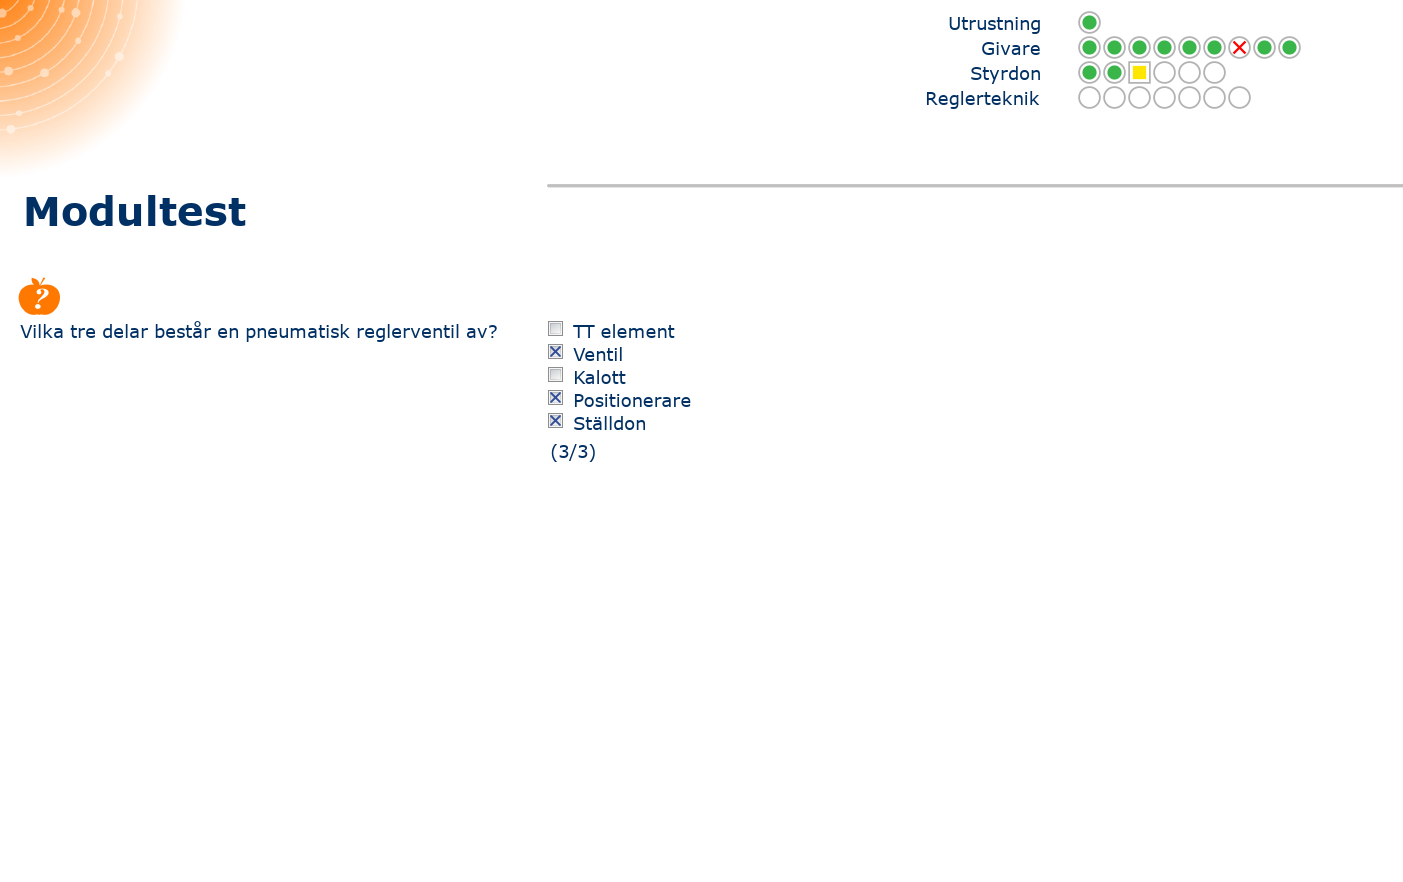 Utrustning
Givare
Styrdon
Reglerteknik
Modultest
?
Vilka tre delar består en pneumatisk reglerventil av?
TT element
Ventil
Kalott
Positionerare
Ställdon
(3/3)